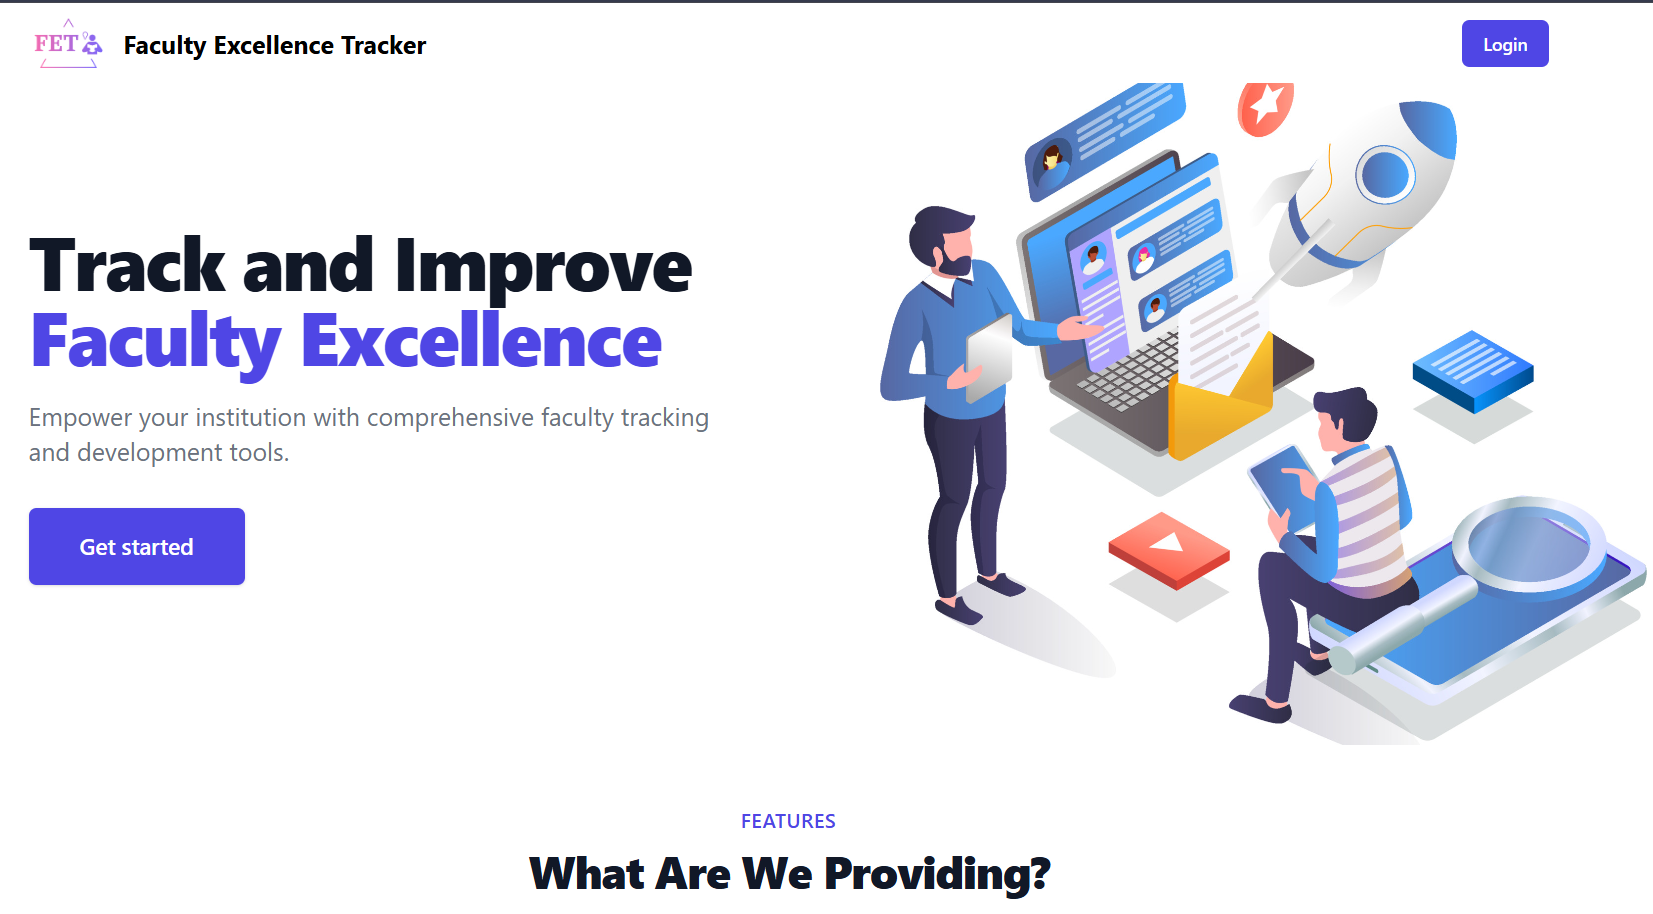 FET
Faculty Excellence Tracker
Login
Track and Improve
Faculty Excellence
Empower your institution with comprehensive faculty tracking
and development tools.
Get started
FEATURES
What Are We Providing?